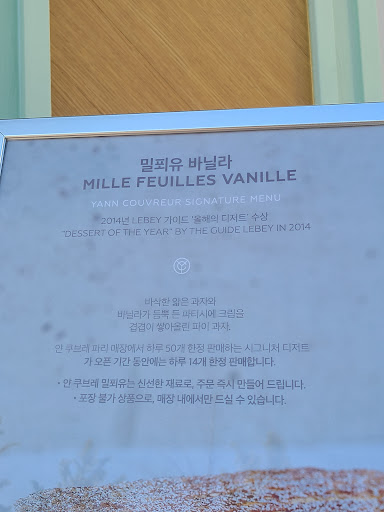 밀푀유 바닐라
MILLE FEUILLES VANILLE
YANN COUVREUR SIGNATURE MENU
2014년 LEBEY 가이드 '올해의 디저트' 수상
"DESSERT OF THE YEAR" BY THE GUIDE LEBEY IN 2014
바삭한 얇은 과자와
바닐라가 듬뿍 든 파티시에 크림을
겹겹이 쌓아올린 파이 과자.
얀 쿠브레 파리 매장에서 하루 50개 한정 판매하는 시그니처 디저트
가 오픈 기간 동안에는 하루 14개 한정 판매합니다.
• 얀 쿠브레 밀푀유는 신선한 재료로, 주문 즉시 만들어 드립니다.
• 포장 불가 상품으로, 매장 내에서만 드실 수 있습니다.